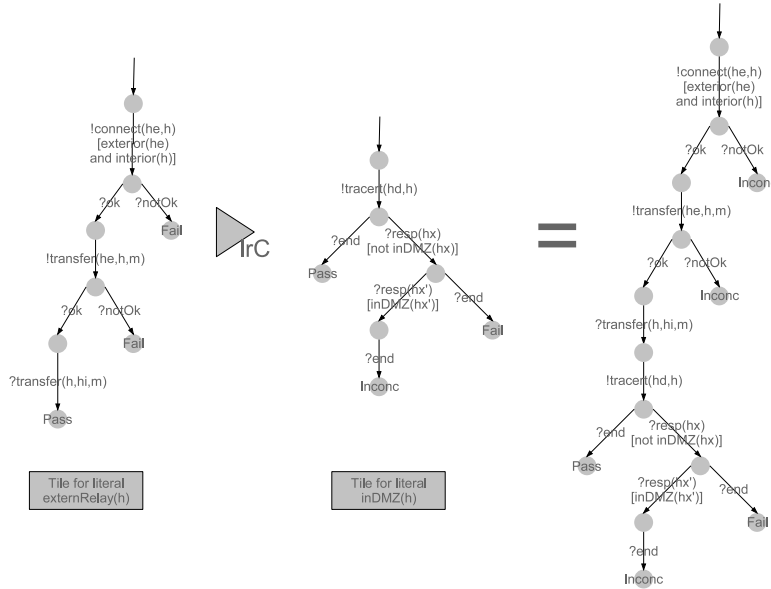 !connect(he,h)
[exterior(he)
and interior(h)]
?ok
?notOk
Fail
!transfer(he,h,m)
?ok
?notOk
Fail
?transfer(h,hi,m)
Pass
Tile for literal
externRelay(h)
IrC
!tracert(hd,h)
?end
?resp(hx)
[not inDMZ(hx)]
Pass
?resp(hx')
[inDMZ(hx')]
?end
Fail
?end
Inconc
Tile for literal
inDMZ(h)
=
!connect(he,h)
[exterior(he)
and interior(h)]
?ok
?notOk
Incon
!transfer(he,h,m)
?ok
?notOk
Inconc
?transfer(h,hi,m)
!tracert(hd,h)
?end
?resp(hx)
[not inDMZ(hx)]
Pass
?resp(hx')
[inDMZ(hx')]
?end
Fail
?end
Inconc